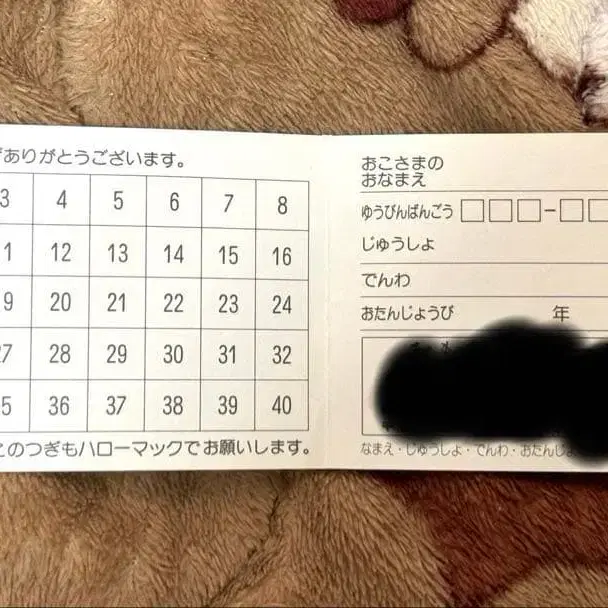 ありがとうございます。
3 4 5 6 7 8
1 12 13 14 15 16
9 20 21 22 23 24
7 28 29 30 31 32
5 36 37 38 39 40
このつぎもハローマックでお願いします。
おこさまの
おなまえ
ゆうびんばんごう □□□-□□
じゅうしょ
でんわ
おたんじょうび 年
なまえ・じゅうしょ・でんわ・おたんじょ